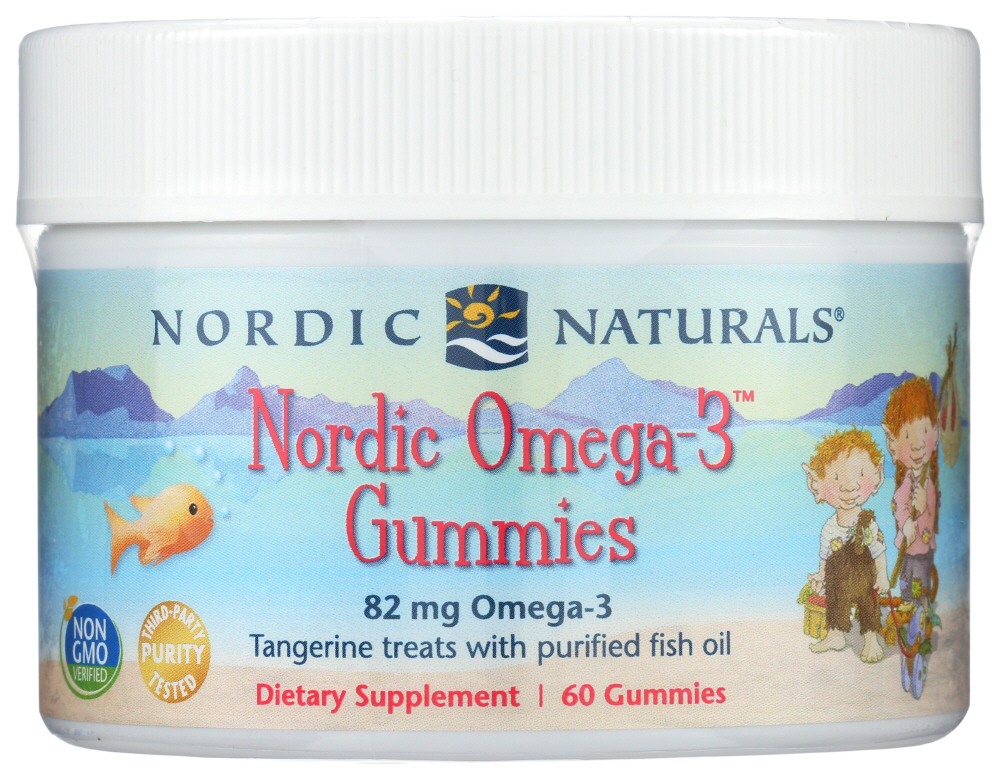 NORDIC NATURALS®
Nordic Omega-3™
Gummies
82 mg Omega-3
Tangerine treats with purified fish oil
Dietary Supplement | 60 Gummies
NON
GMO
VERIFIED
THIRD-PARTY
PURITY
TESTED